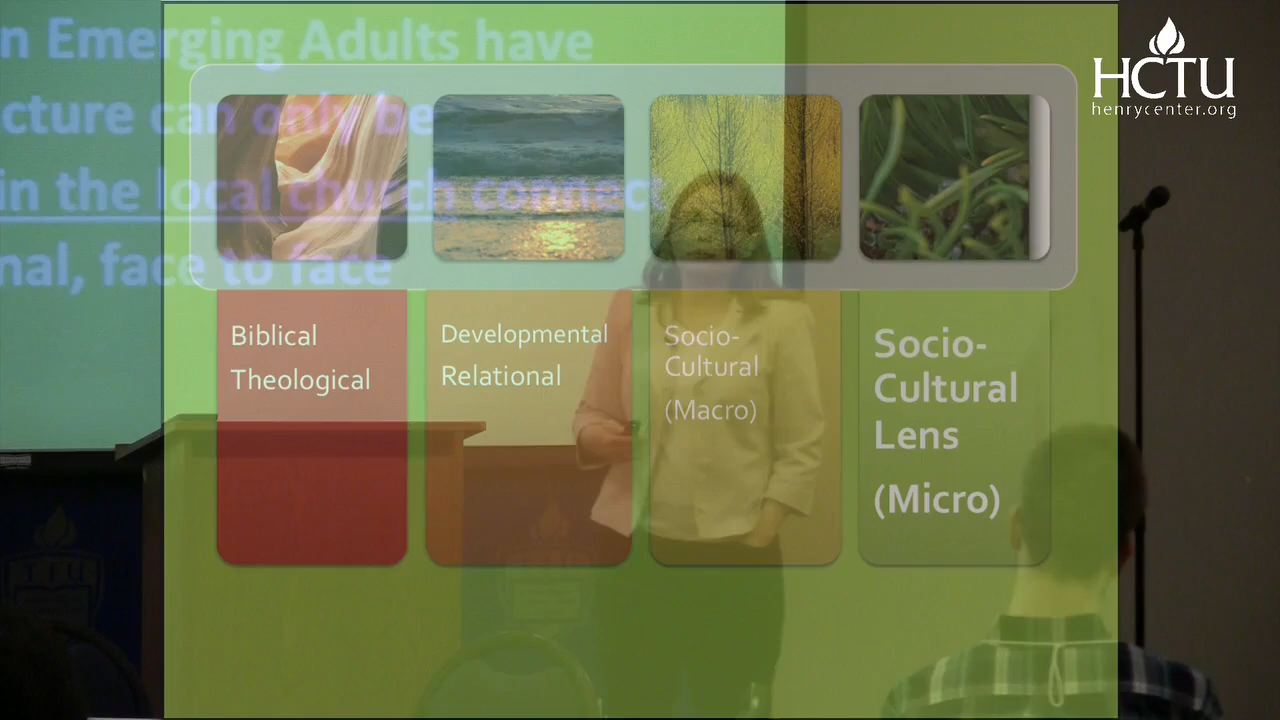 n Emerging Adults have
cture can only be
in the local church connect
nal, face to face
HCTU
henrycenter.org
Biblical
Theological
Developmental
Relational
Socio-
Cultural
(Macro)
Socio-
Cultural
Lens
(Micro)